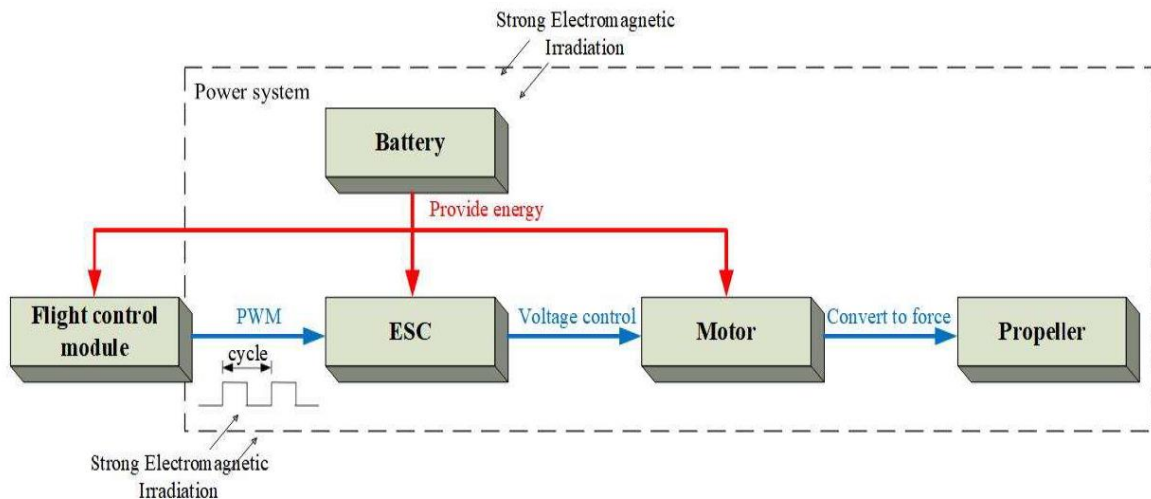 Strong Electromagnetic
Irradiation
Power system
Battery
Provide energy
Flight control
module
PWM
ESC
Voltage control
Motor
Convert to force
Propeller
cycle
Strong Electromagnetic
Irradiation